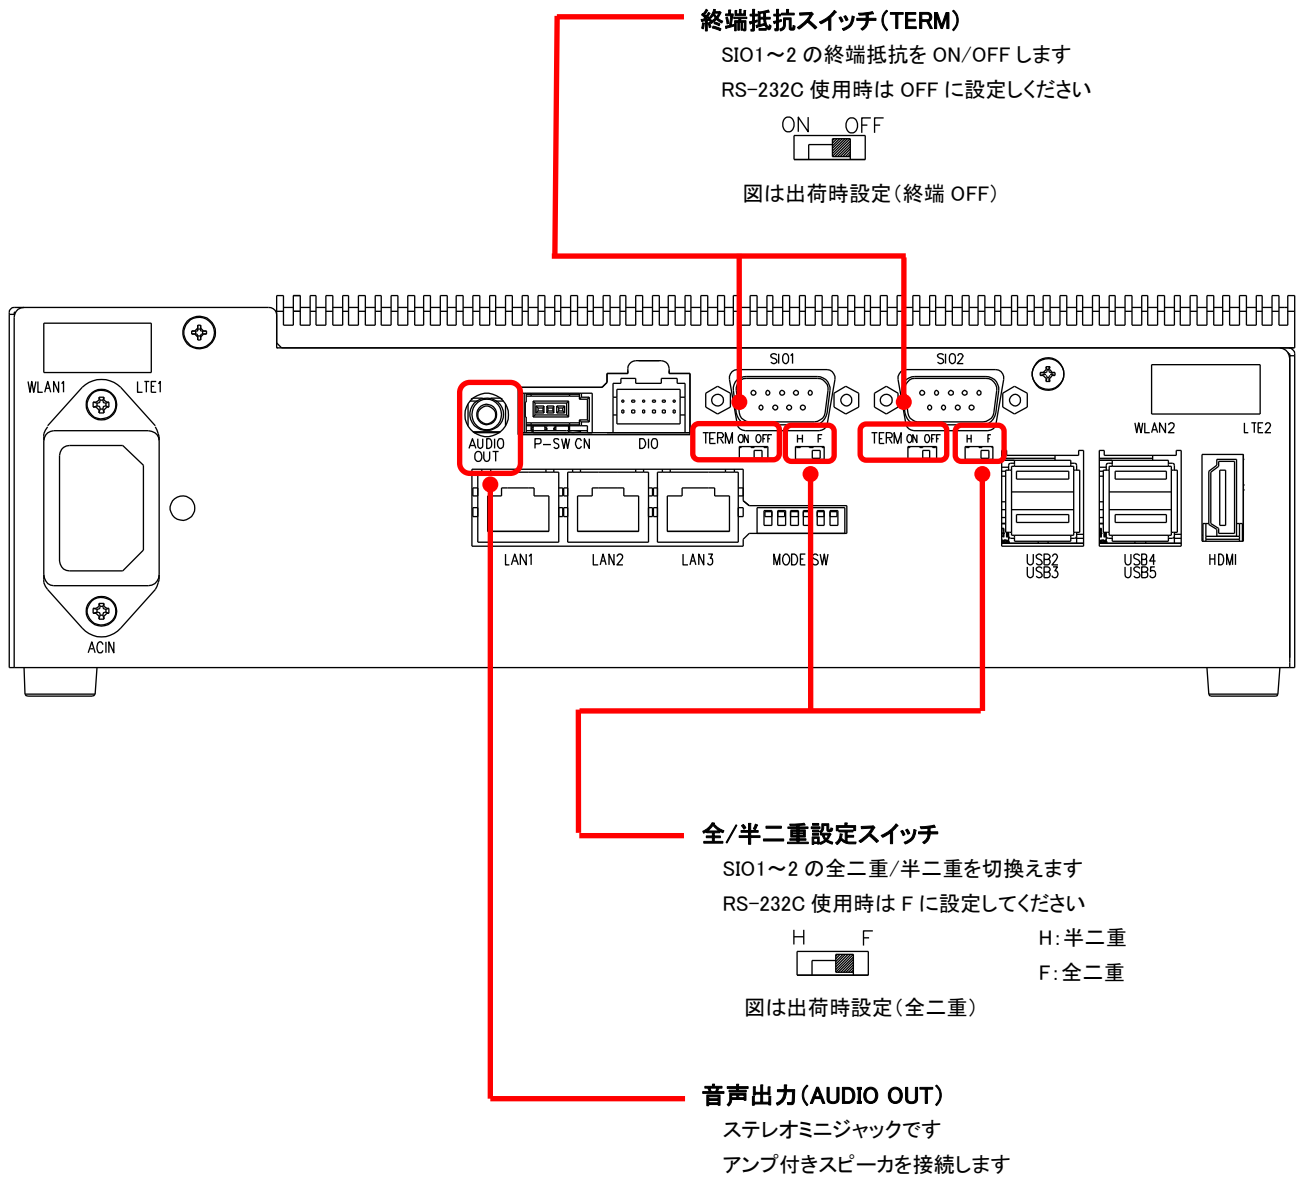 終端抵抗スイッチ(TERM)
SIO1～2 の終端抵抗を ON/OFF します
RS-232C 使用時は OFF に設定しください
ON OFF
図は出荷時設定(終端 OFF)
WLAN1 LTE1
SIO1
SIO2
AUDIO
OUT
P-SW CN
DIO
TERM ON OFF
H F
TERM ON OFF
H F
WLAN2 LTE2
LAN1
LAN2
LAN3
MODE SW
USB2
USB3
USB4
USB5
HDMI
ACIN
全/半二重設定スイッチ
SIO1～2 の全二重/半二重を切換えます
RS-232C 使用時は F に設定してください
H F
H:半二重
F:全二重
図は出荷時設定(全二重)
音声出力(AUDIO OUT)
ステレオミニジャックです
アンプ付きスピーカを接続します